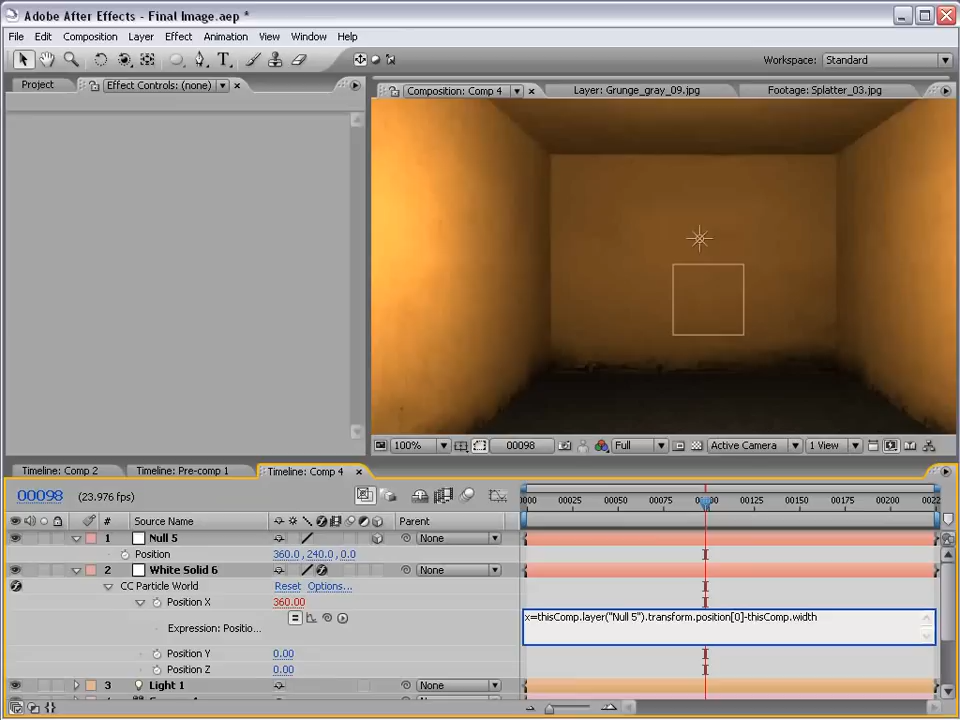 Adobe After Effects - Final Image.aep *
File Edit Composition Layer Effect Animation View Window Help
Workspace: Standard
Project Effect Controls: (none)
Composition: Comp 4 Layer: Grunge_gray_09.jpg Footage: Splatter_03.jpg
100% 00098 Full Active Camera 1 View
Timeline: Comp 2 Timeline: Pre-comp 1 Timeline: Comp 4
00098 (23.976 fps)
00025 00050 00075 00150 00175 00200
# Source Name Parent
1 Null 5 None
Position 360.0, 240.0, 0.0
2 White Solid 6 None
CC Particle World Reset Options...
Position X 360.00
Expression: Positio... x=thisComp.layer("Null 5").transform.position[0]-thisComp.width
Position Y 0.00
Position Z 0.00
3 Light 1 None